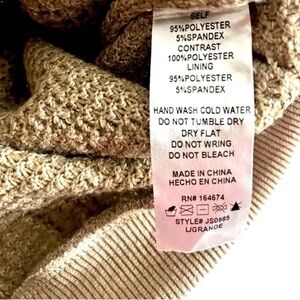 SELF
95%POLYESTER
5%SPANDEX
CONTRAST
100%POLYESTER
LINING
95%POLYESTER
5%SPANDEX
HAND WASH COLD WATER
DO NOT TUMBLE DRY
DRY FLAT
DO NOT WRING
DO NOT BLEACH
MADE IN CHINA
HECHO EN CHINA
RN# 164674
STYLE# JS0985
L/GRANDE